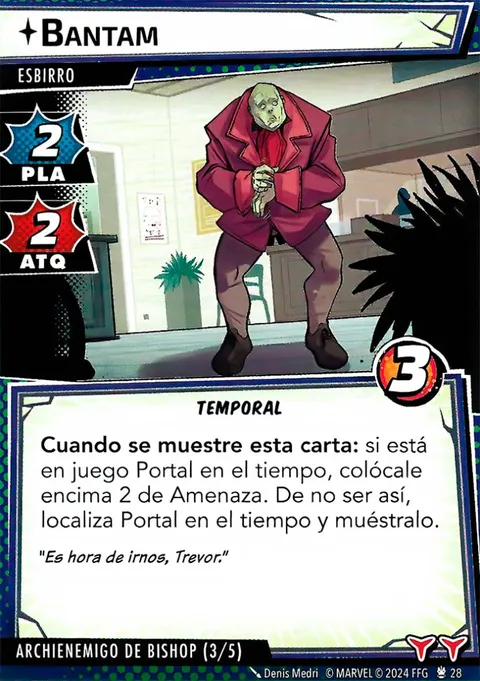 BANTAM
ESBIRRO
2
PLA
2
ATQ
3
TEMPORAL
Cuando se muestre esta carta: si está
en juego Portal en el tiempo, colócale
encima 2 de Amenaza. De no ser así,
localiza Portal en el tiempo y muéstralo.
"Es hora de irnos, Trevor."
ARCHIENEMIGO DE BISHOP (3/5)
Denis Medri © MARVEL © 2024 FFG 28